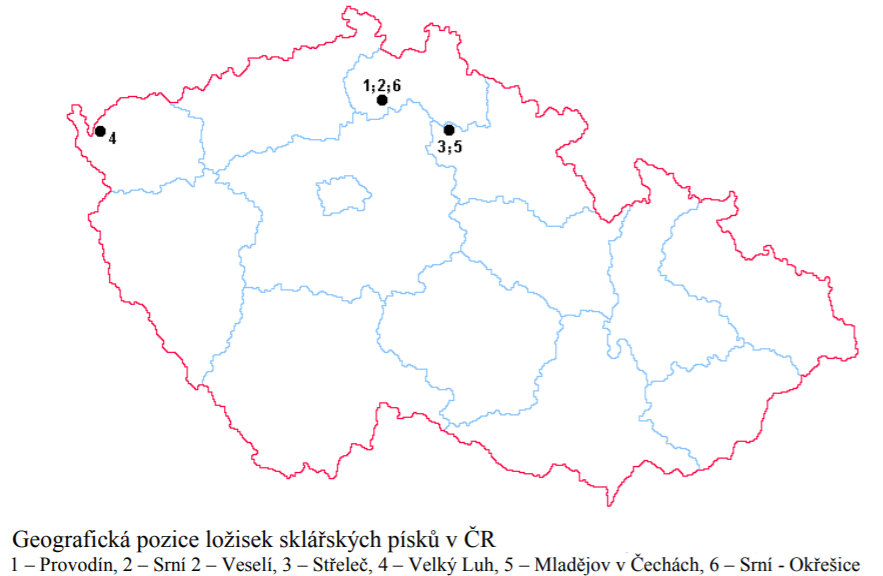 1;2;6
4
3;5
Geografická pozice ložisek sklářských písků v ČR
1 – Provodín, 2 – Srní 2 – Veselí, 3 – Střeleč, 4 – Velký Luh, 5 – Mladějov v Čechách, 6 – Srní - Okřešice